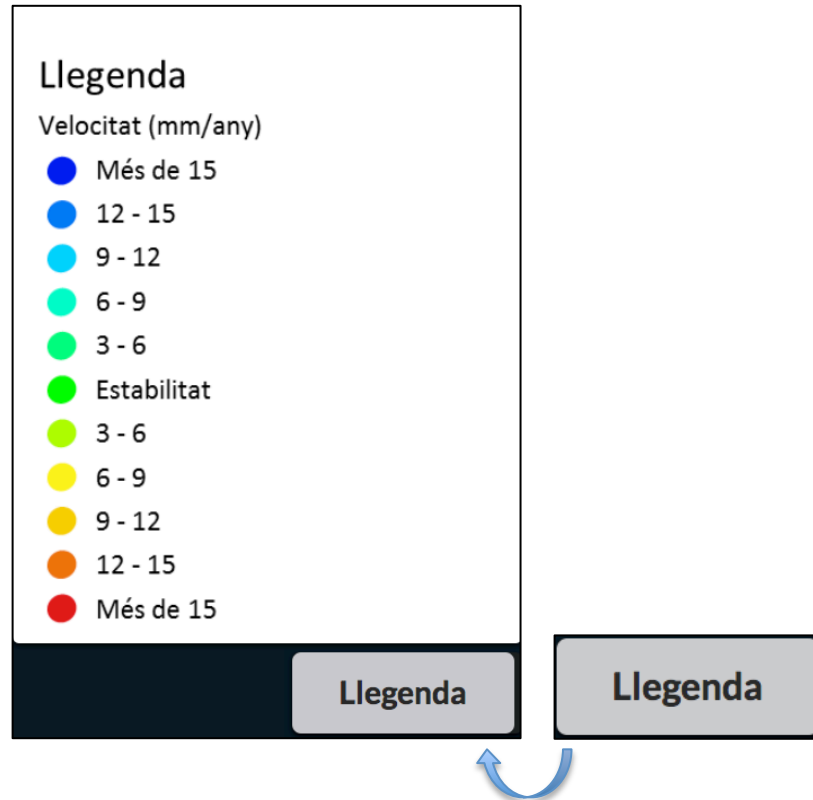 Llegenda
Velocitat (mm/any)
Més de 15
12 - 15
9 - 12
6 - 9
3 - 6
Estabilitat
3 - 6
6 - 9
9 - 12
12 - 15
Més de 15
Llegenda
Llegenda